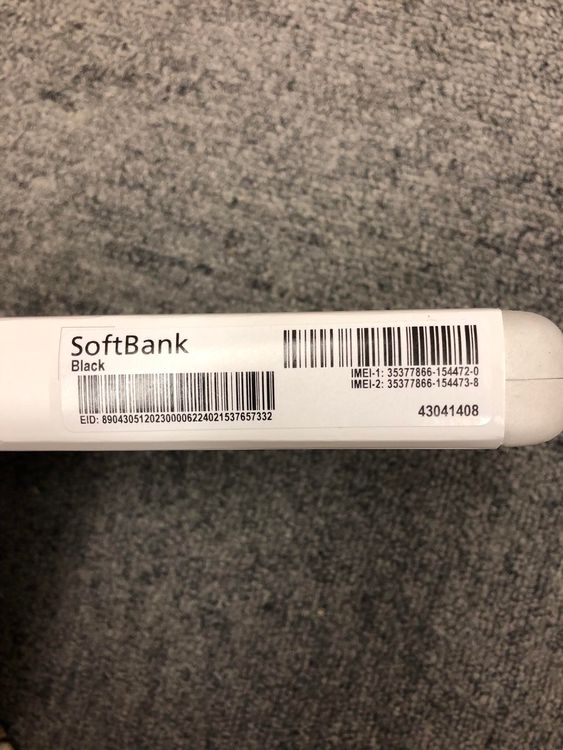 SoftBank
Black
EID: 89043051202300006224021537657332
IMEI-1: 35377866-154472-0
IMEI-2: 35377866-154473-8
43041408